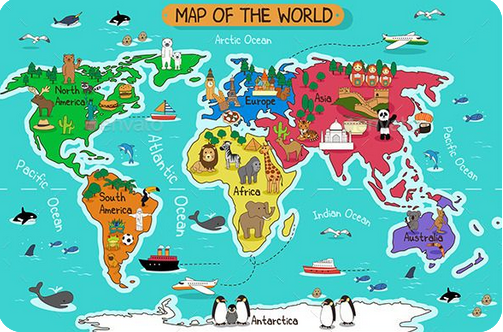 MAP OF THE WORLD
Arctic Ocean
North
America
Europe
Asia
Atlantic
Ocean
Pacific
Ocean
Pacific
Ocean
South
America
Africa
Indian Ocean
Australia
Antarctica